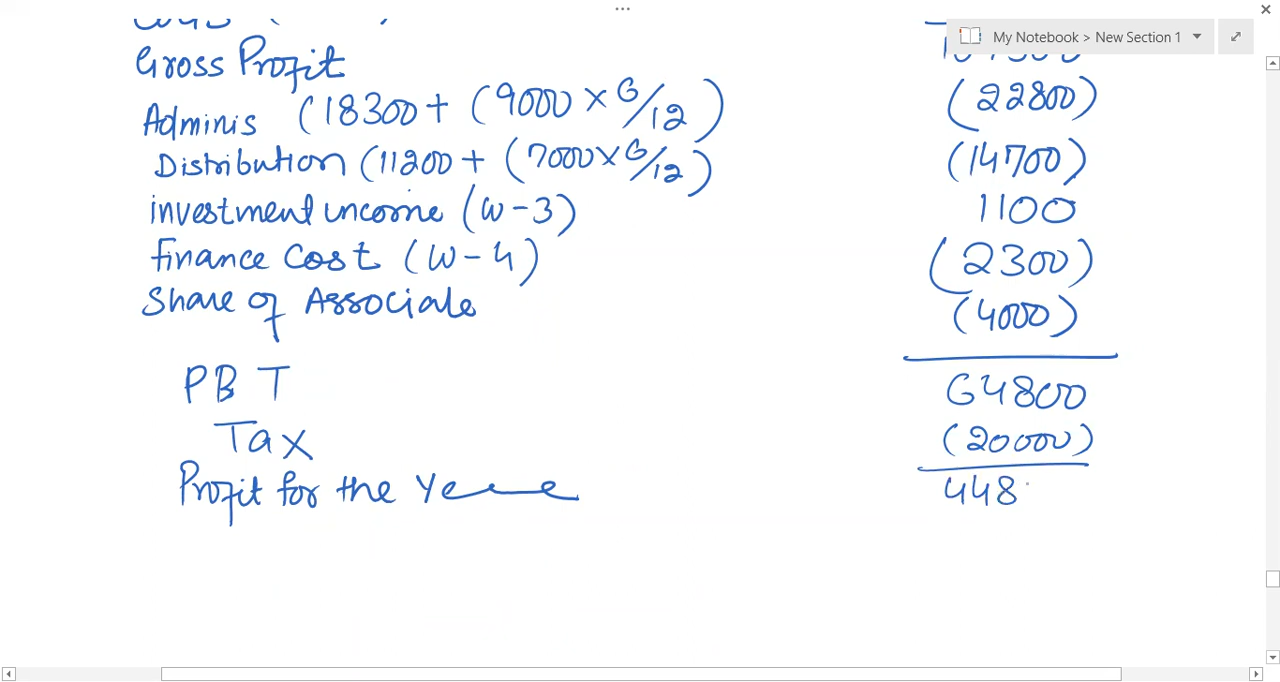 ...
My Notebook > New Section 1
Gross Profit
Adminis (18300 + (9000 × 6/12) (22800)
Distribution (11200 + (7000 × 6/12) (14700)
investment income (W-3) 1100
Finance Cost (W-4) (2300)
Share of Associate (4000)
PBT 64800
Tax (20000)
Profit for the Year 448